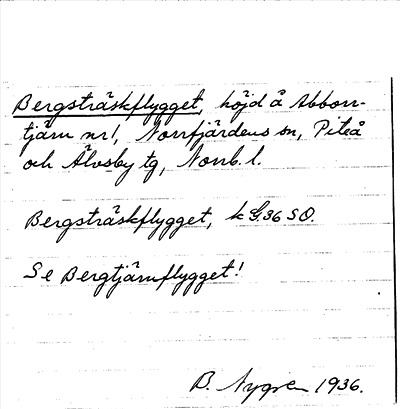 Bergsträskflygget, höjd å Abborr-
tjärn nr 1, Norrfjärdens sn, Piteå
och Älvsby tg, Norrb. l.
Bergsträskflygget, k G.36 SO.
Se Bergtjärnflygget!
B. Nygren 1936.